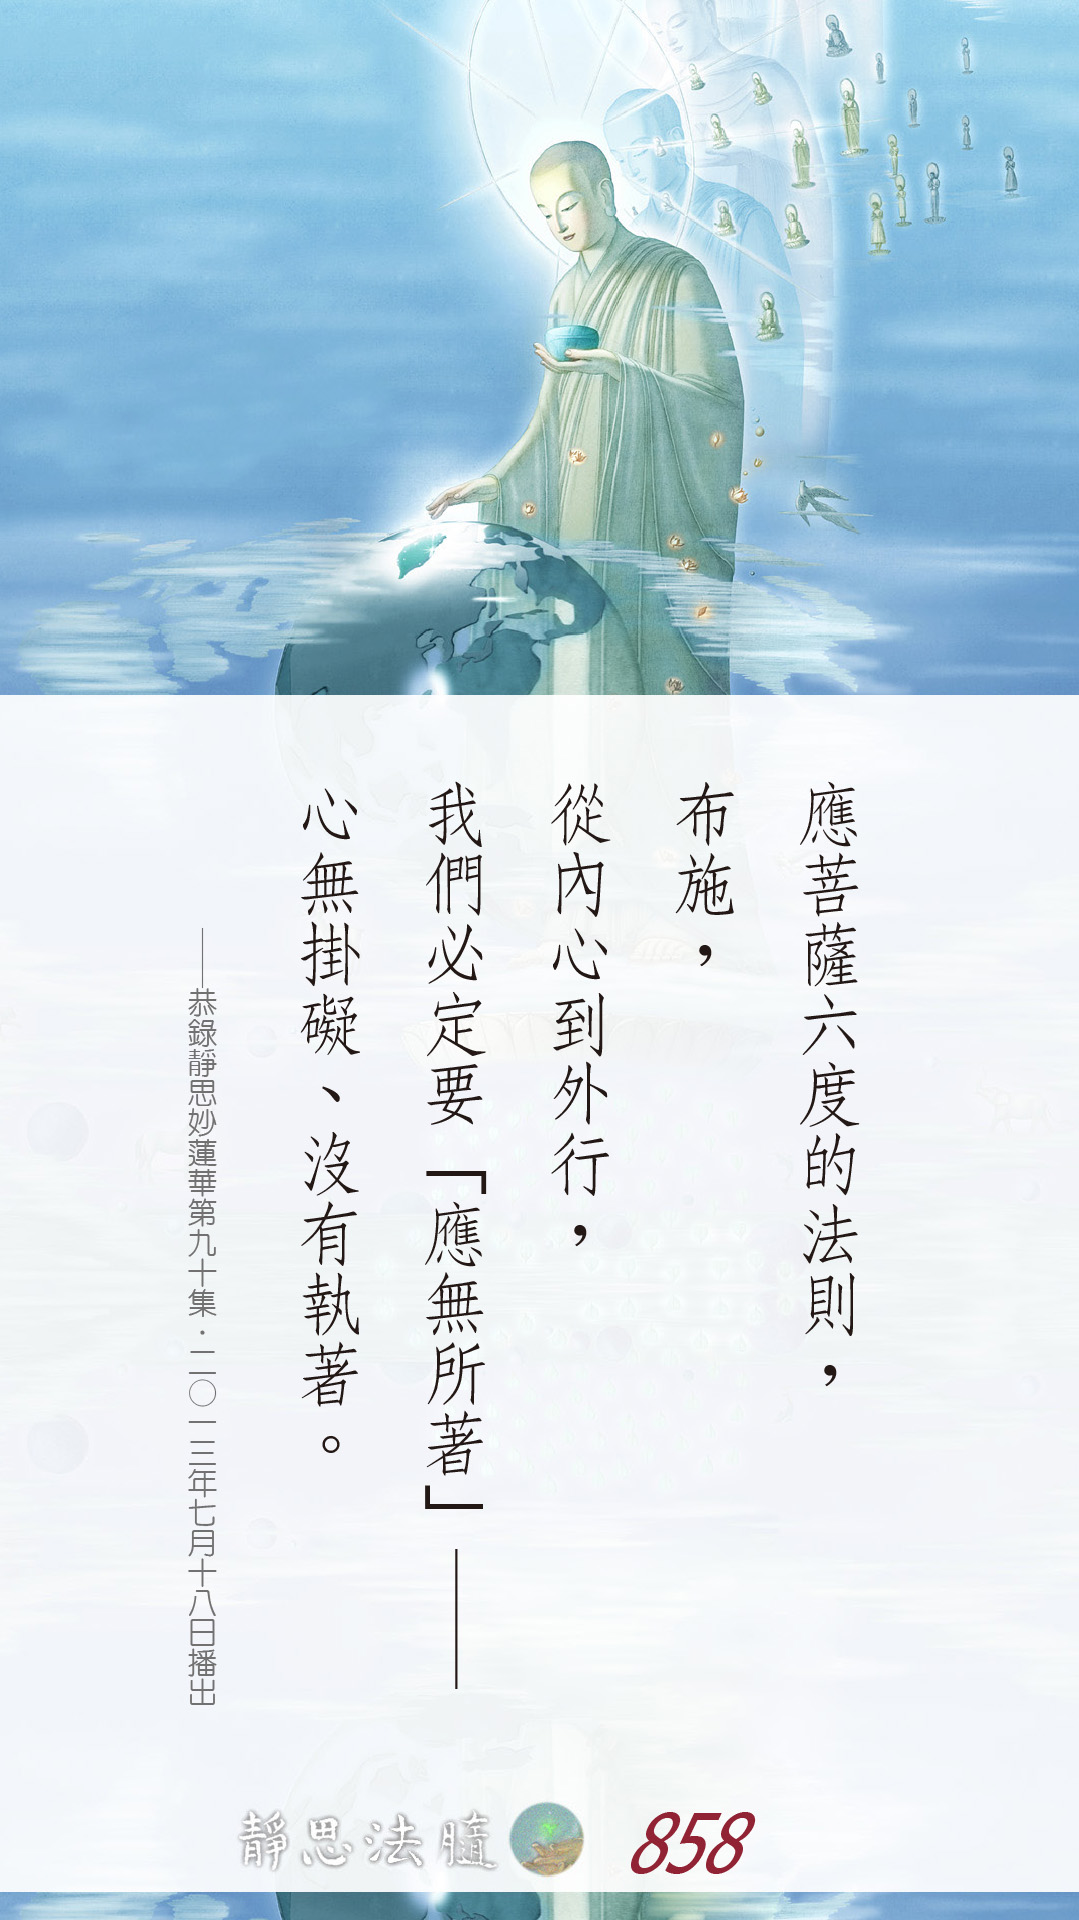 應菩薩六度的法則，
布施，
從內心到外行，
我們必定要「應無所著」——
心無掛礙、沒有執著。
——恭錄靜思妙蓮華第九十集．二〇一三年七月十八日播出
靜思法髓
858